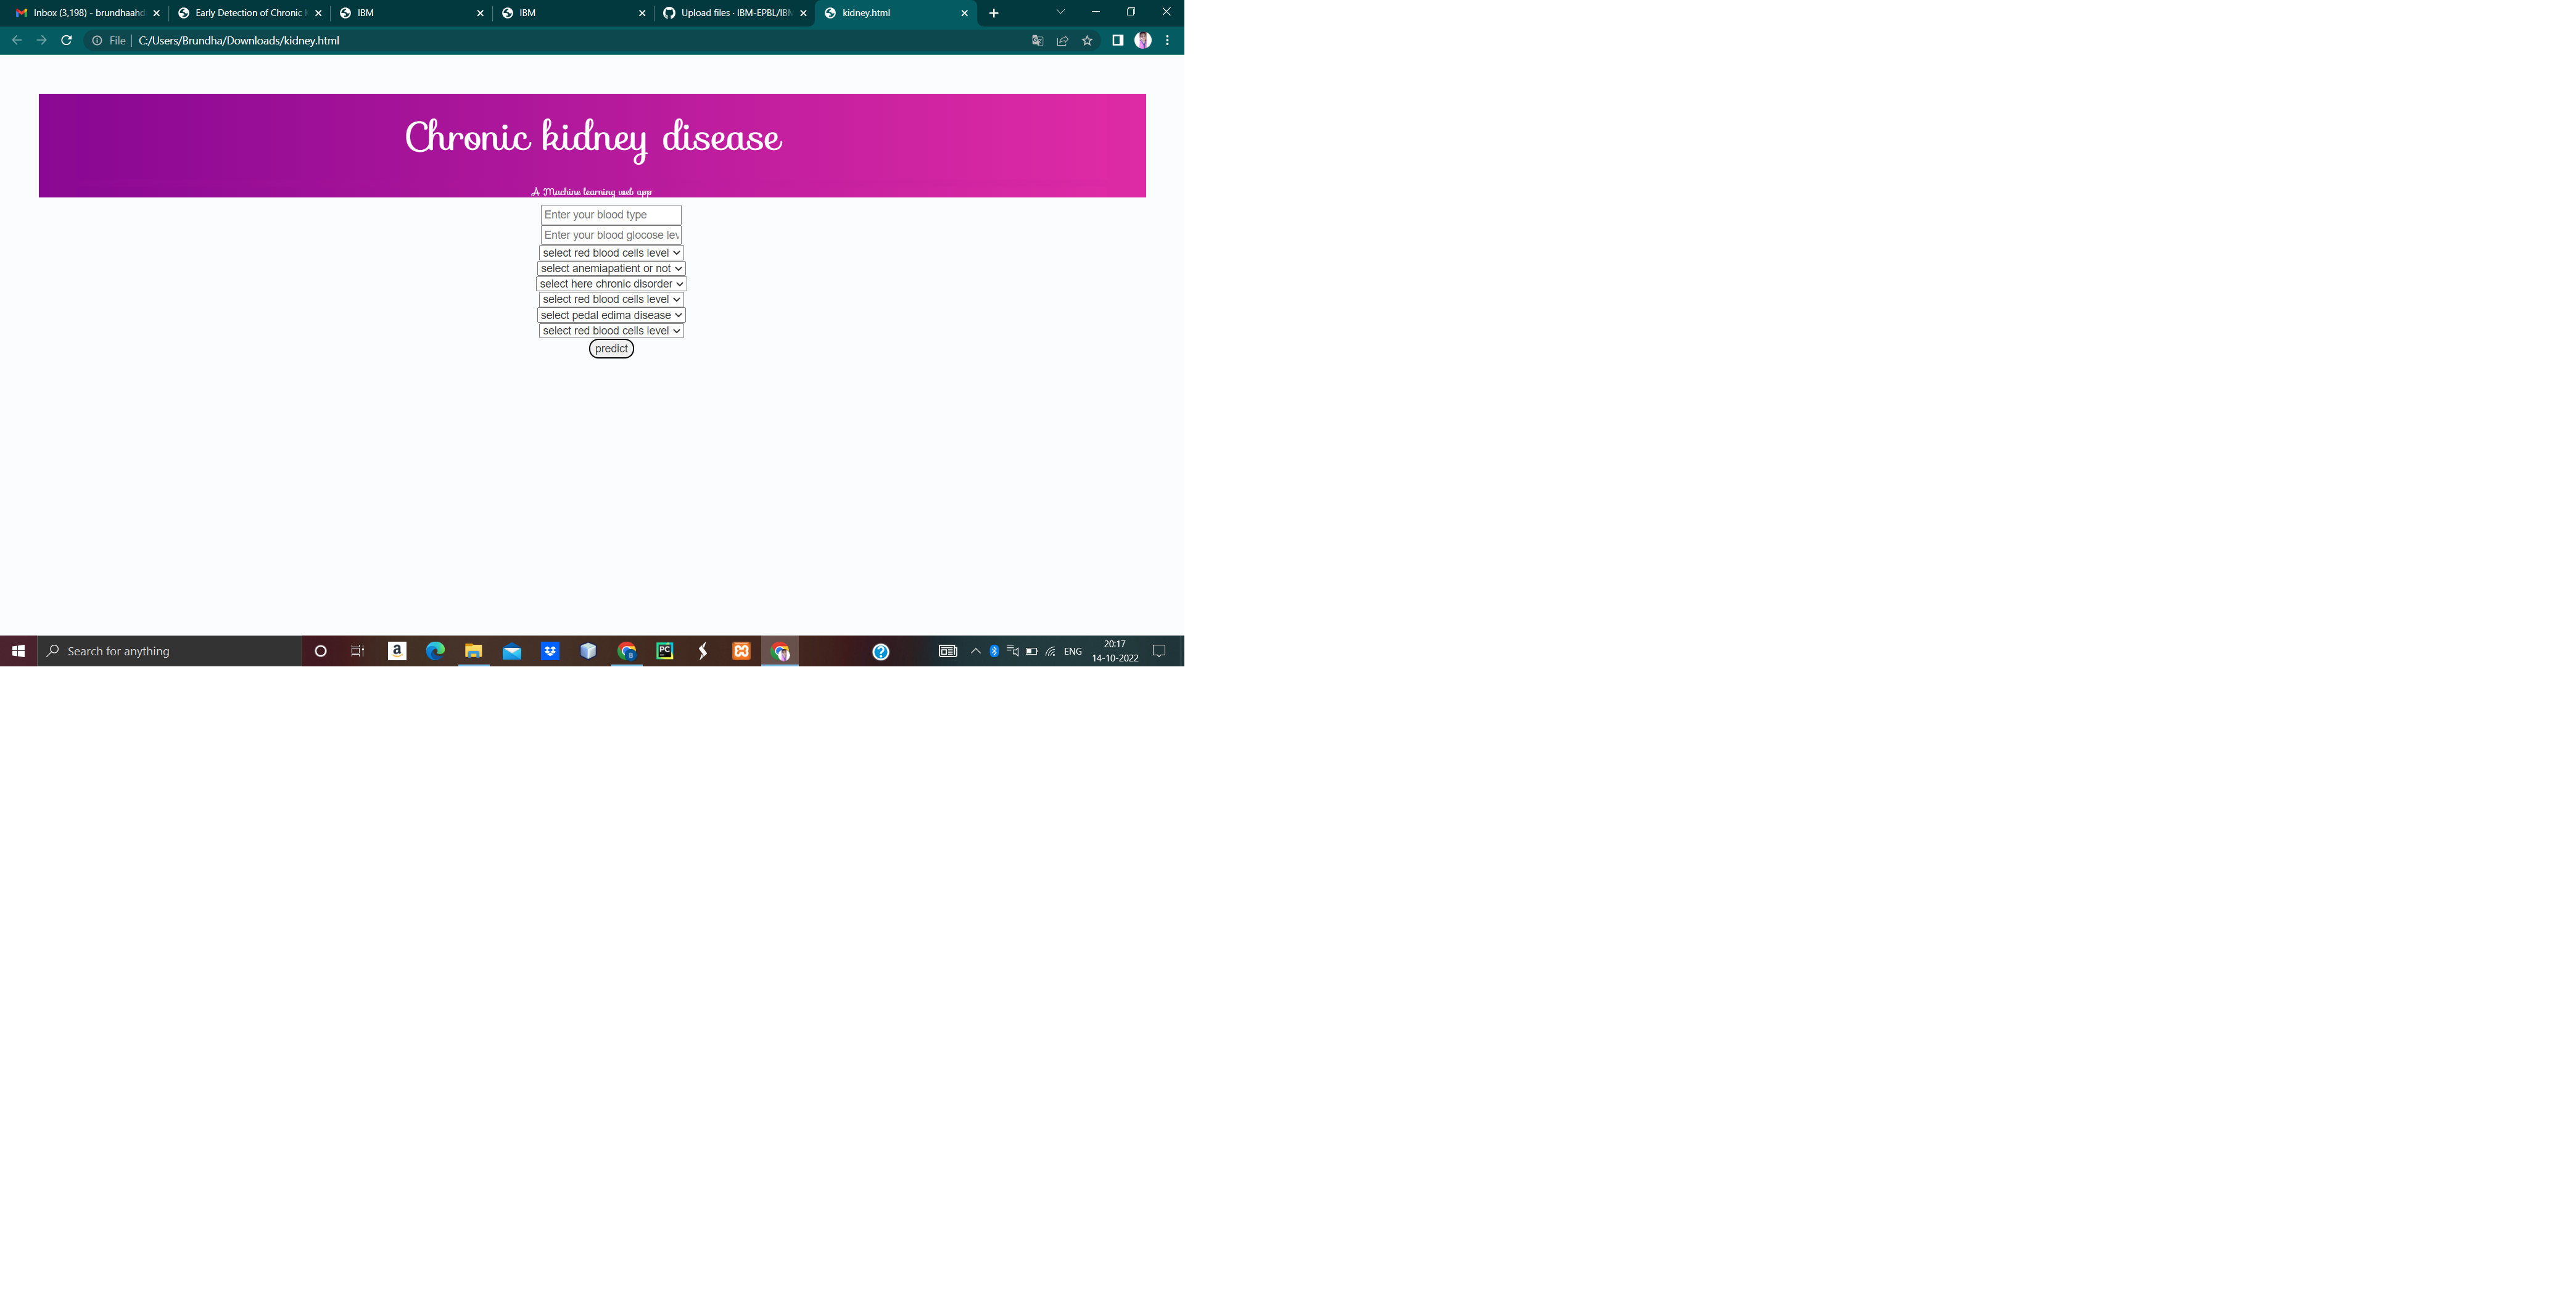 Inbox (3,198) - brundhaahd
Early Detection of Chronic
IBM
IBM
Upload files · IBM-EPBL/IBM
kidney.html
File
C:/Users/Brundha/Downloads/kidney.html
Chronic kidney disease
A Machine learning web appr
Enter your blood type
Enter your blood glocose lev
select red blood cells level
select anemiapatient or not
select here chronic disorder
select red blood cells level
select pedal edima disease
select red blood cells level
predict
Search for anything
a
B
PC
ENG
20:17
14-10-2022